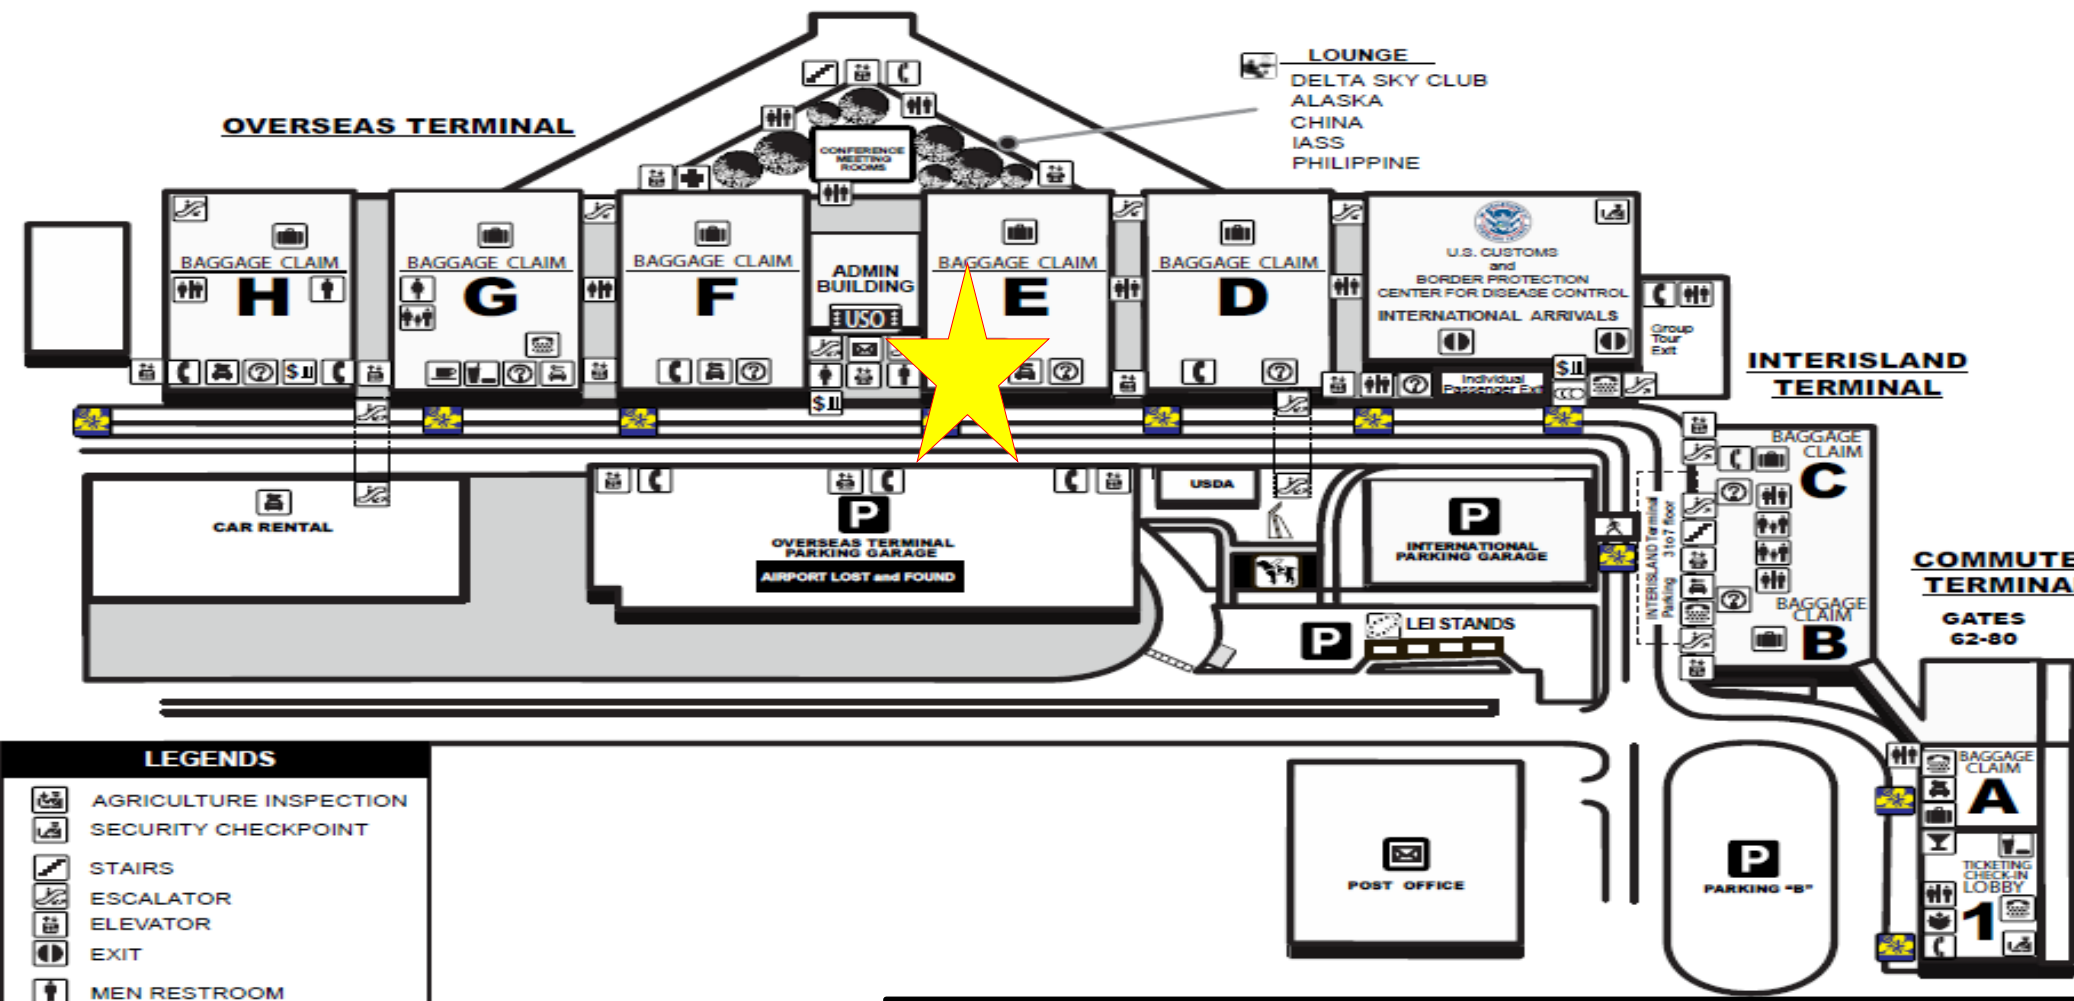 LOUNGE
DELTA SKY CLUB
ALASKA
CHINA
IASS
PHILIPPINE
OVERSEAS TERMINAL
CONFERENCE
MEETING
ROOMS
BAGGAGE CLAIM
H
BAGGAGE CLAIM
G
BAGGAGE CLAIM
F
ADMIN
BUILDING
USO
BAGGAGE CLAIM
E
BAGGAGE CLAIM
D
U.S. CUSTOMS
and
BORDER PROTECTION
CENTER FOR DISEASE CONTROL
INTERNATIONAL ARRIVALS
Group
Tour
Exit
Individual
Passenger Exit
$
$
$
INTERISLAND
TERMINAL
BAGGAGE
CLAIM
C
BAGGAGE
CLAIM
B
INTERISLAND Terminal
Parking 3 to 7 floor
CAR RENTAL
P
OVERSEAS TERMINAL
PARKING GARAGE
AIRPORT LOST and FOUND
USDA
P
INTERNATIONAL
PARKING GARAGE
P
LEI STANDS
COMMUTE
TERMINA
GATES
62-80
BAGGAGE
CLAIM
A
TICKETING
CHECK-IN
LOBBY
1
POST OFFICE
P
PARKING "B"
LEGENDS
AGRICULTURE INSPECTION
SECURITY CHECKPOINT
STAIRS
ESCALATOR
ELEVATOR
EXIT
MEN RESTROOM